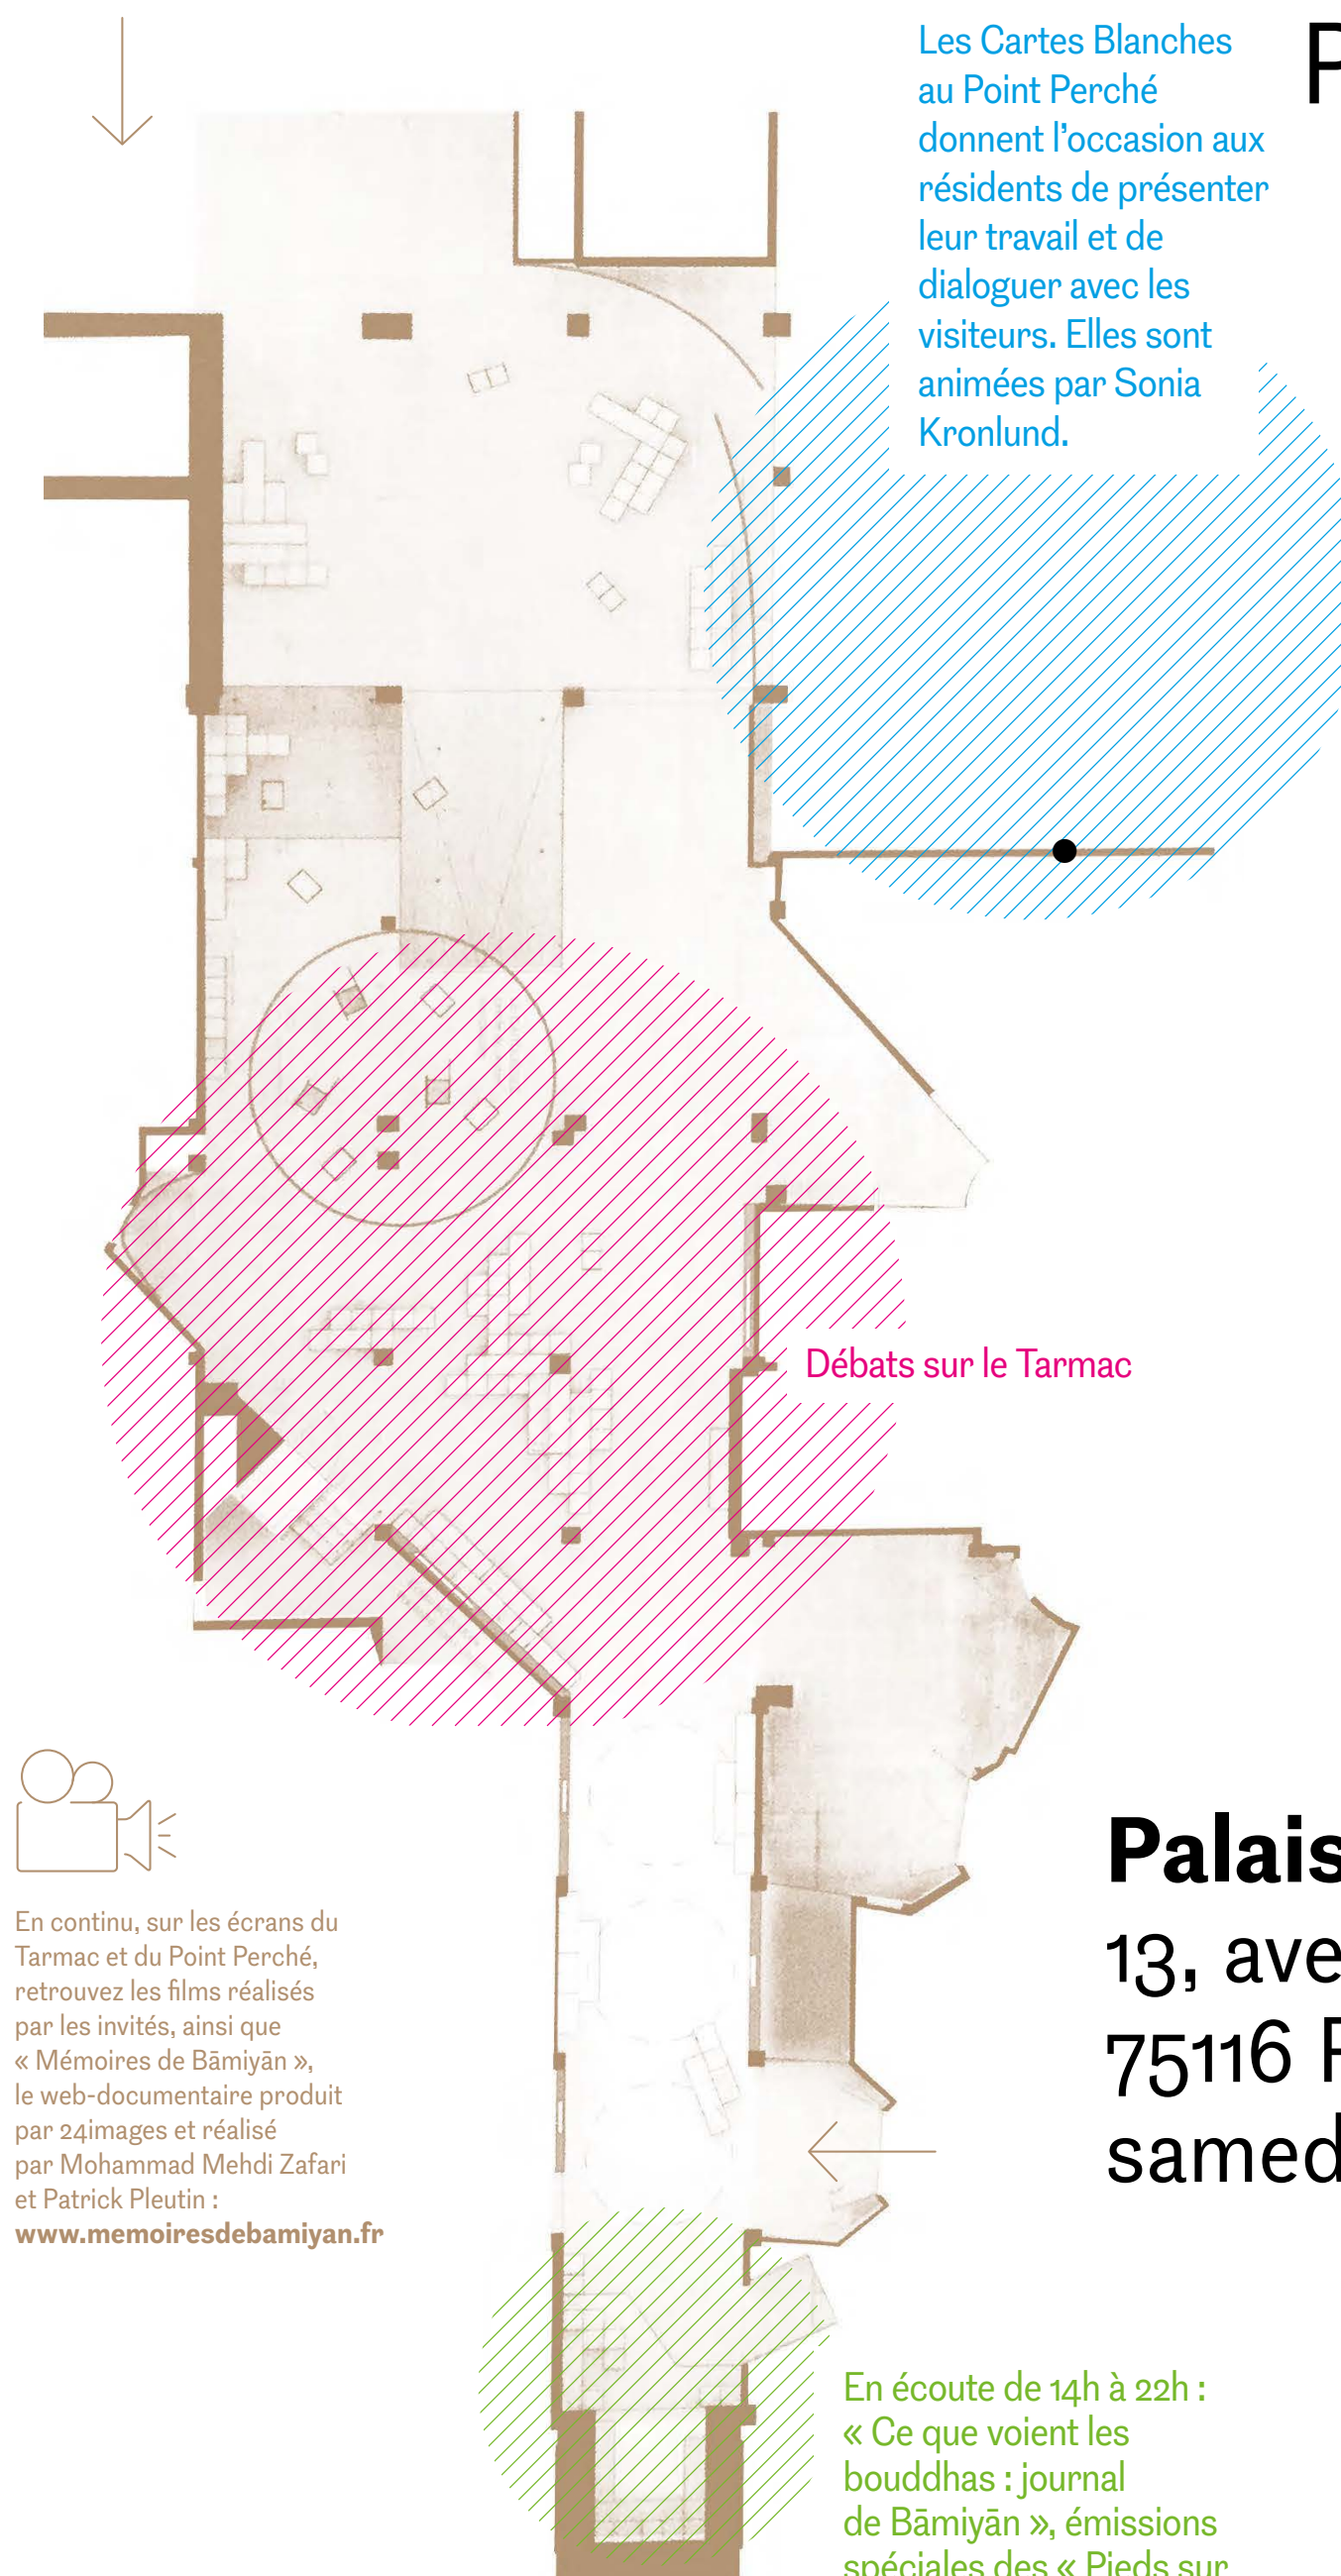 Les Cartes Blanches
au Point Perché
donnent l’occasion aux
résidents de présenter
leur travail et de
dialoguer avec les
visiteurs. Elles sont
animées par Sonia
Kronlund.
P
Débats sur le Tarmac
En continu, sur les écrans du
Tarmac et du Point Perché,
retrouvez les films réalisés
par les invités, ainsi que
« Mémoires de Bāmiyān »,
le web-documentaire produit
par 24images et réalisé
par Mohammad Mehdi Zafari
et Patrick Pleutin :
www.memoiresdebamiyan.fr
Palais
13, ave
75116 P
samed
En écoute de 14h à 22h :
« Ce que voient les
bouddhas : journal
de Bāmiyān », émissions
spéciales des « Pieds sur